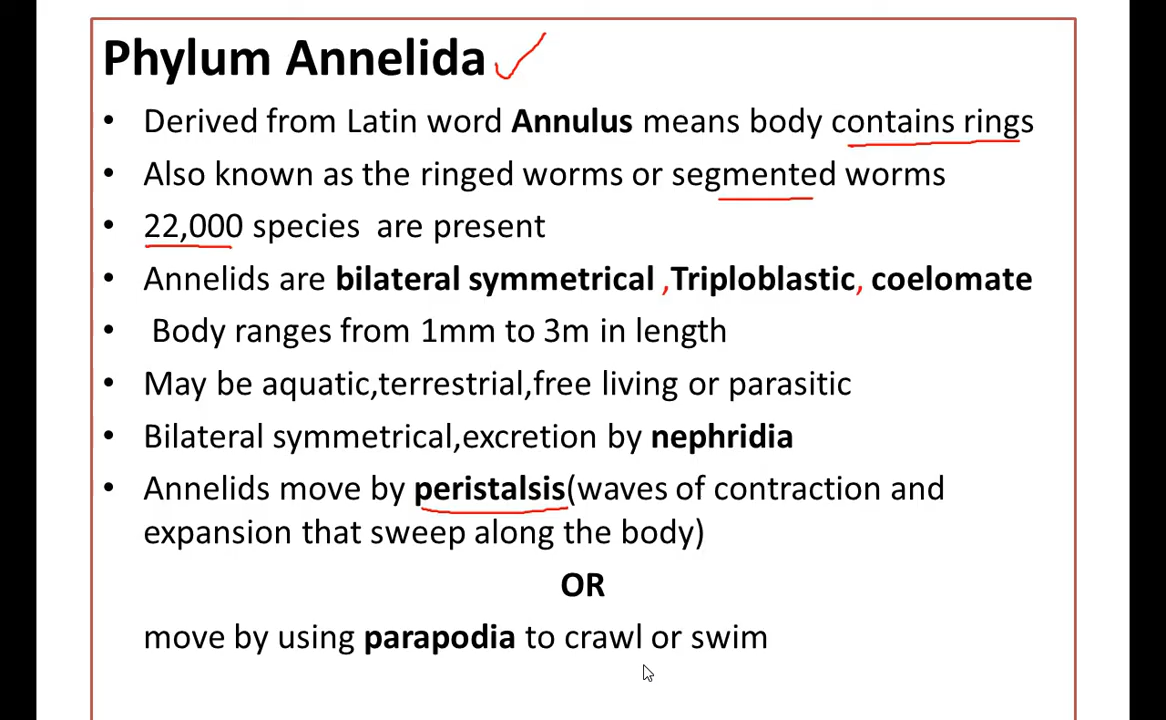 Phylum Annelida
• Derived from Latin word Annulus means body contains rings
• Also known as the ringed worms or segmented worms
• 22,000 species are present
• Annelids are bilateral symmetrical ,Triploblastic, coelomate
• Body ranges from 1mm to 3m in length
• May be aquatic,terrestrial,free living or parasitic
• Bilateral symmetrical,excretion by nephridia
• Annelids move by peristalsis(waves of contraction and
expansion that sweep along the body)
OR
move by using parapodia to crawl or swim